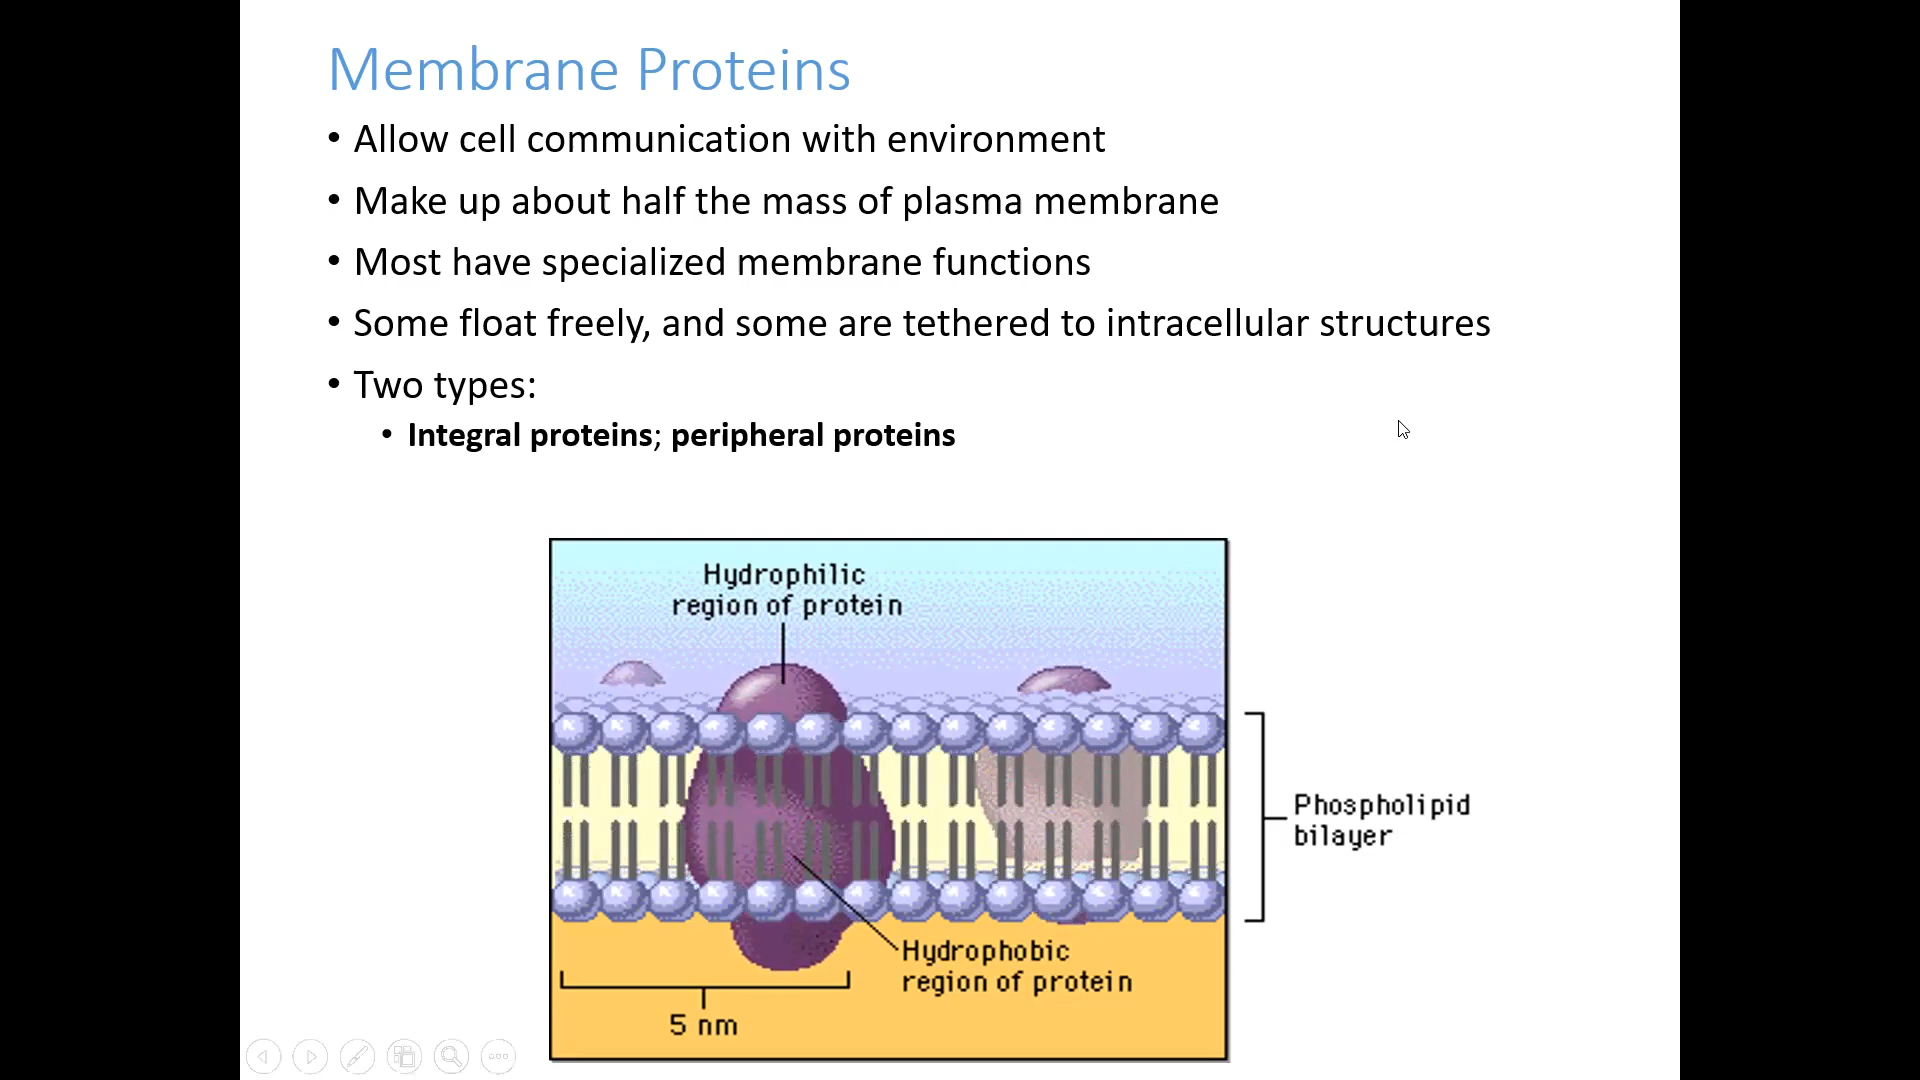 Membrane Proteins
• Allow cell communication with environment
• Make up about half the mass of plasma membrane
• Most have specialized membrane functions
• Some float freely, and some are tethered to intracellular structures
• Two types:
• Integral proteins; peripheral proteins
Hydrophilic
region of protein
Phospholipid
bilayer
Hydrophobic
region of protein
5 nm